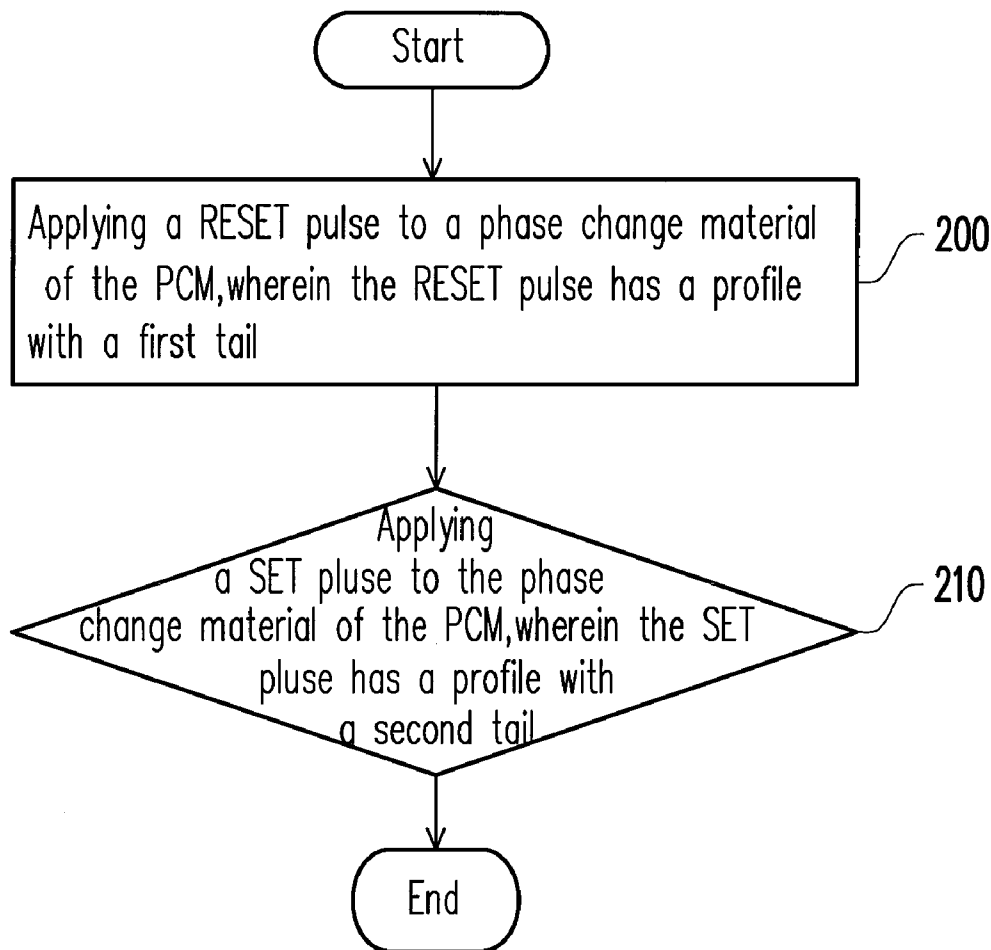 Start
Applying a RESET pulse to a phase change material
of the PCM,wherein the RESET pulse has a profile
with a first tail
200
Applying
a SET pluse to the phase
change material of the PCM,wherein the SET
pluse has a profile with
a second tail
210
End